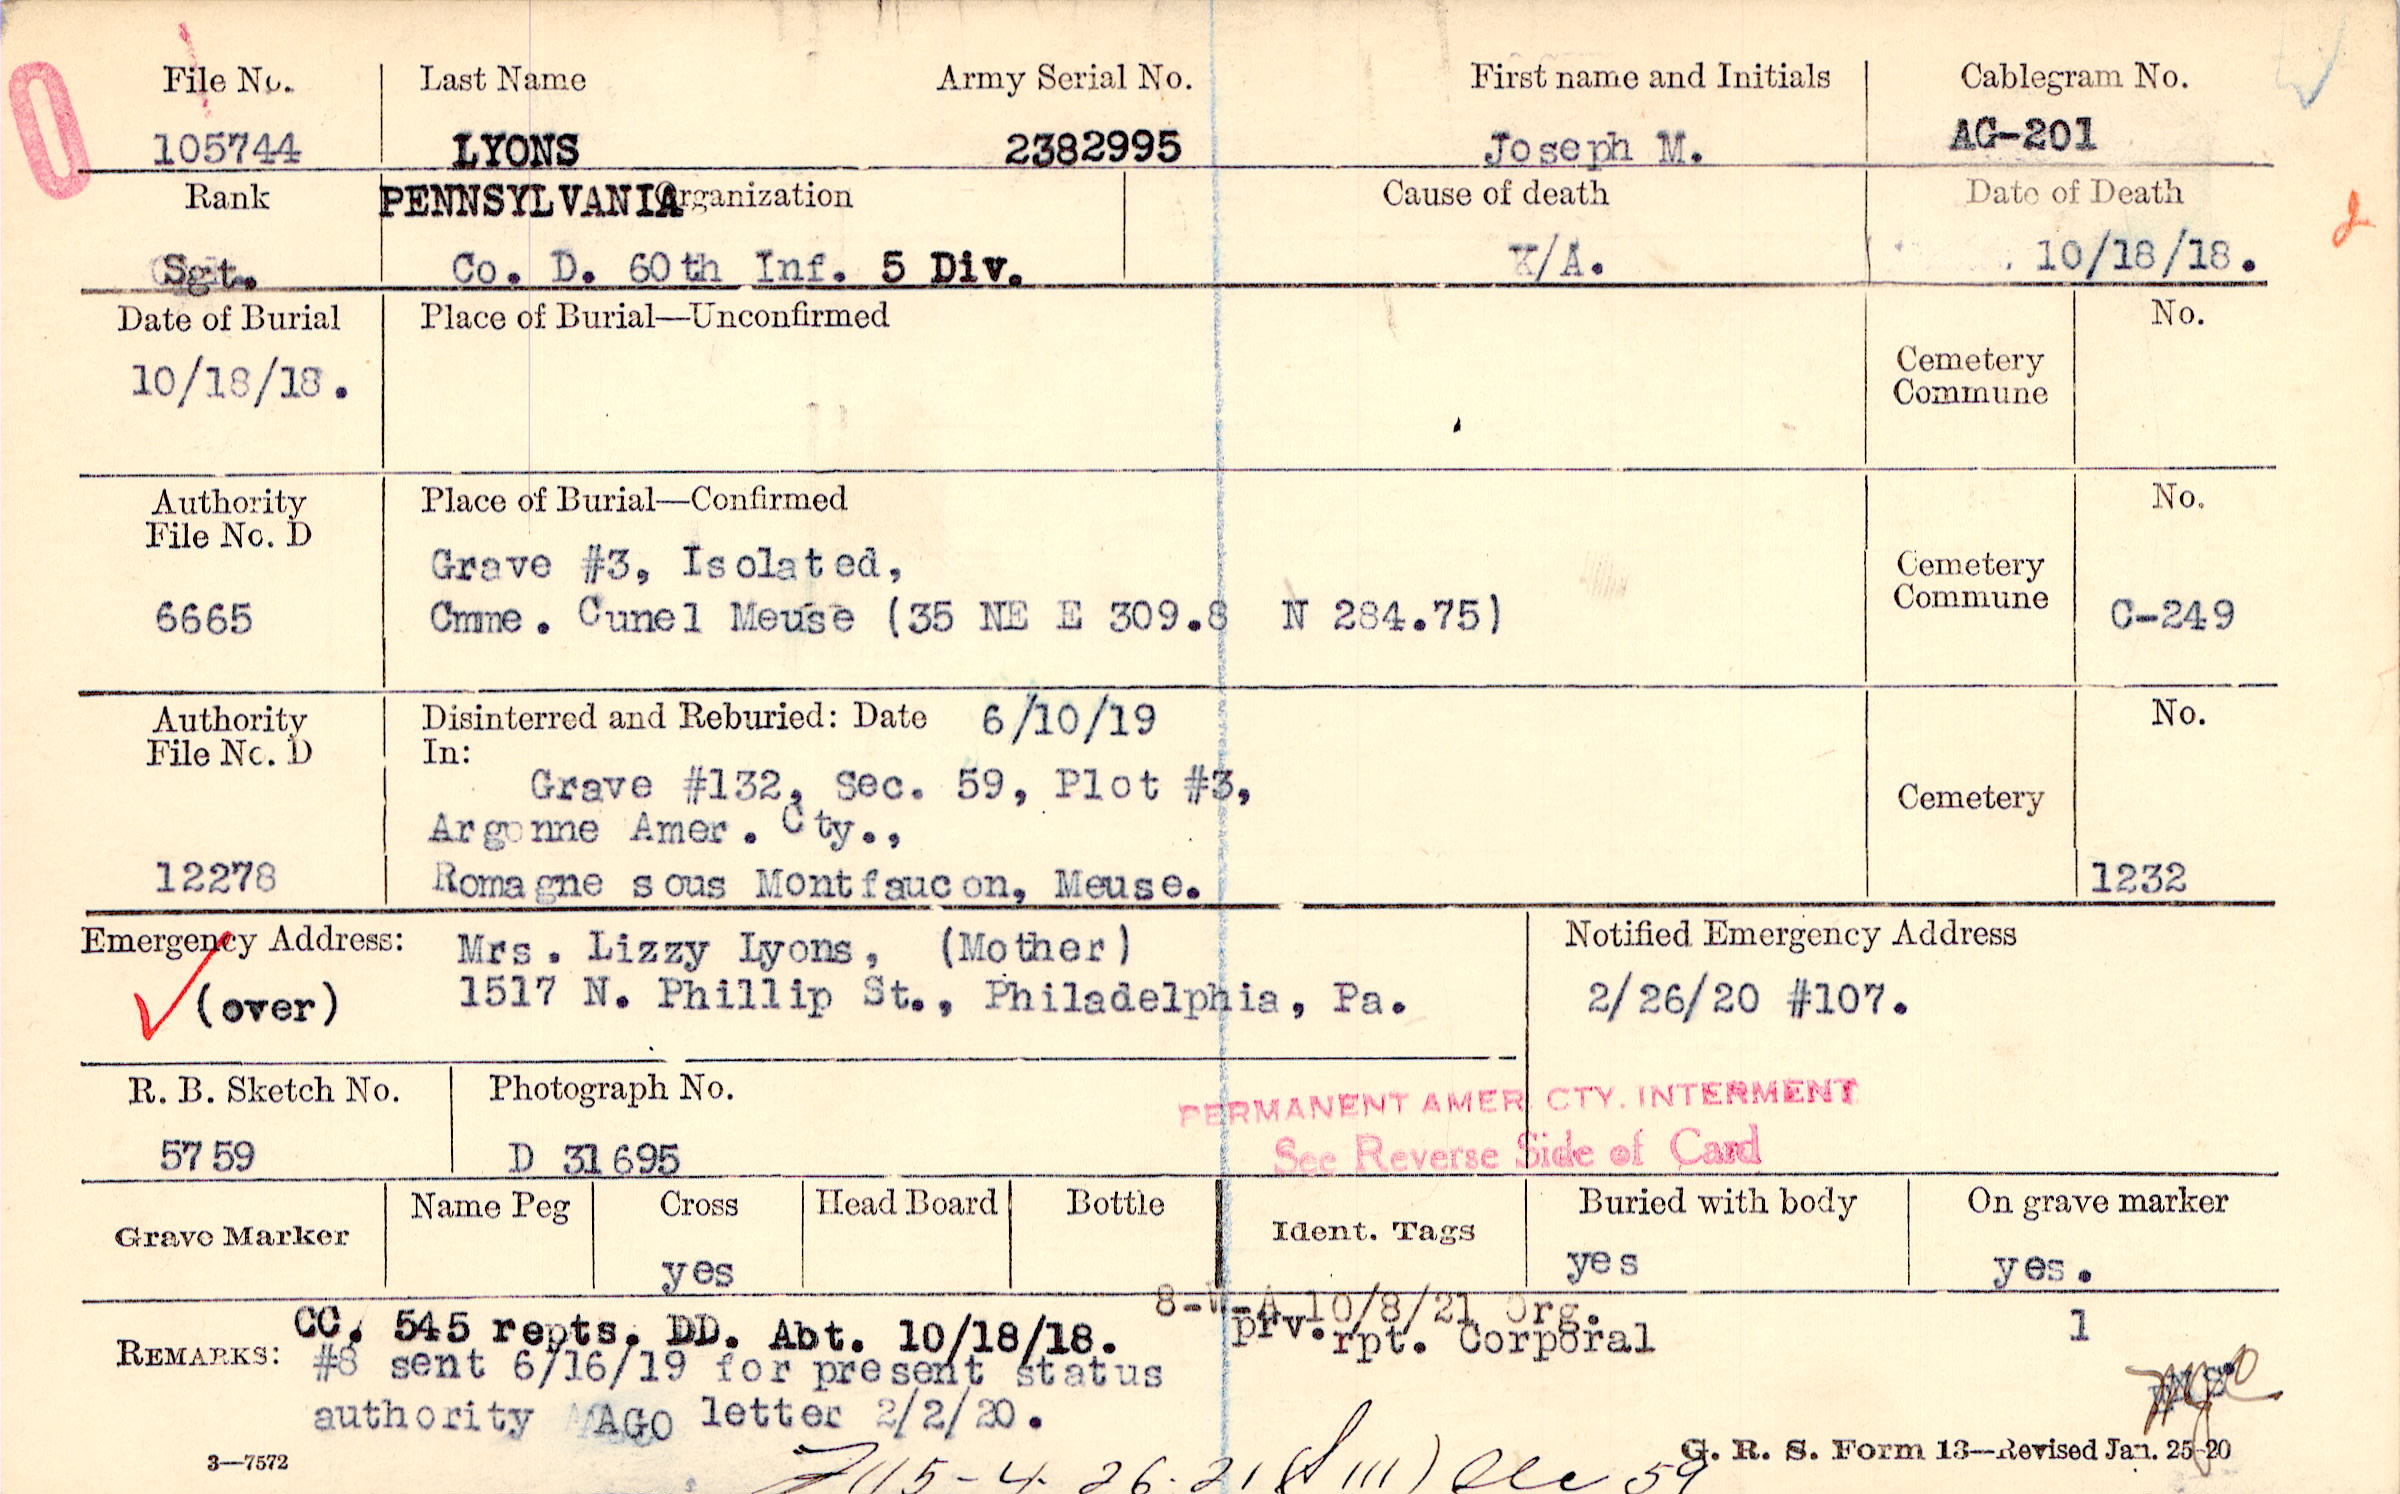 File No. Last Name Army Serial No. First name and Initials Cablegram No.
105744 LYONS 2382995 Joseph M. AG-201
Rank PENNSYLVANIA Organization Cause of death Date of Death
Sgt. Co. D. 60th Inf. 5 Div. K/A. 10/18/18.
Date of Burial Place of Burial—Unconfirmed No.
10/18/18. Cemetery
Commune
Authority Place of Burial—Confirmed No.
File No. D
Grave #3, Isolated, Cemetery
6665 Cmne. Cunel Meuse (35 NE E 309.8 N 284.75) Commune C-249
Authority Disinterred and Reburied: Date 6/10/19 No.
File No. D In:
Grave #132, Sec. 59, Plot #3, Cemetery
Argonne Amer. Cty.,
12278 Romagne sous Montfaucon, Meuse. 1232
Emergency Address: Mrs. Lizzy Lyons, (Mother) Notified Emergency Address
(over) 1517 N. Phillip St., Philadelphia, Pa. 2/26/20 #107.
R. B. Sketch No. Photograph No. PERMANENT AMER. CTY. INTERMENT
5759 D 31695 See Reverse Side of Card
Grave Marker Name Peg Cross Head Board Bottle Ident. Tags Buried with body On grave marker
yes yes yes.
8-W-A 10/8/21 Org.
REMARKS: CC. 545 repts. DD. Abt. 10/18/18. prv. rpt. Corporal 1
#8 sent 6/16/19 for present status
authority AGO letter 2/2/20.
3—7572 G. R. S. Form 13—Revised Jan. 25-20